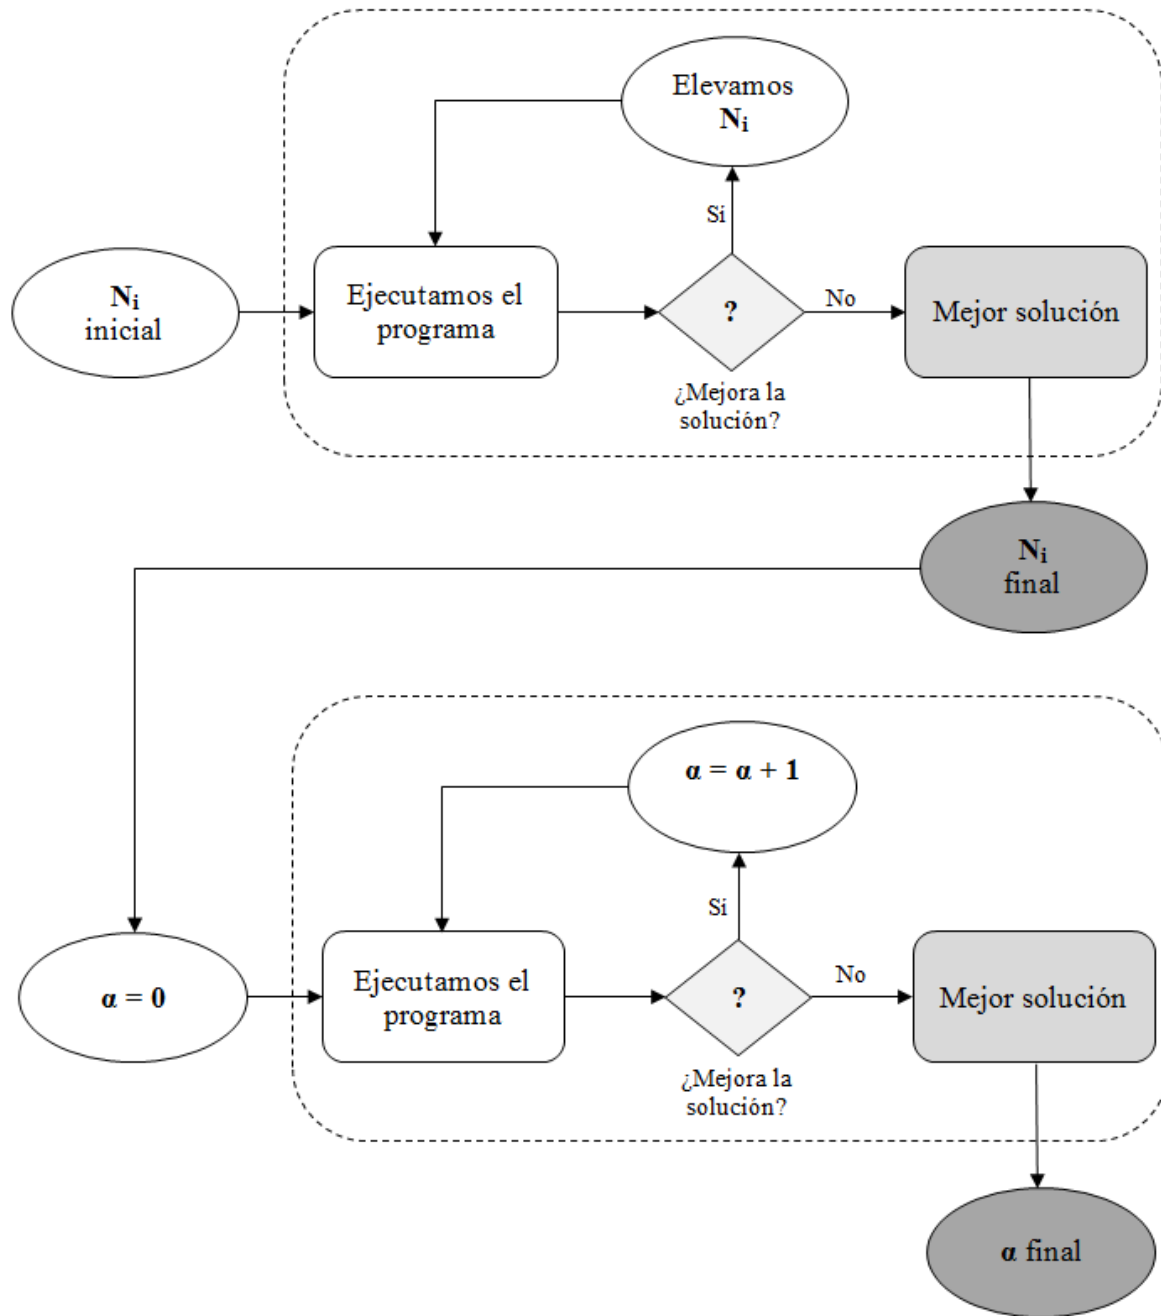 Elevamos
Nᵢ
Sí
Nᵢ
inicial
Ejecutamos el
programa
?
No
Mejor solución
¿Mejora la
solución?
Nᵢ
final
α = α + 1
Sí
α = 0
Ejecutamos el
programa
?
No
Mejor solución
¿Mejora la
solución?
α final